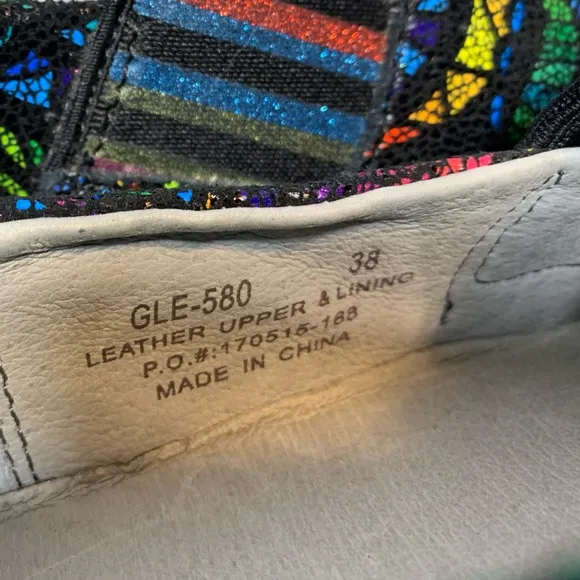 GLE-580 38
LEATHER UPPER & LINING
P.O.#:170515-168
MADE IN CHINA